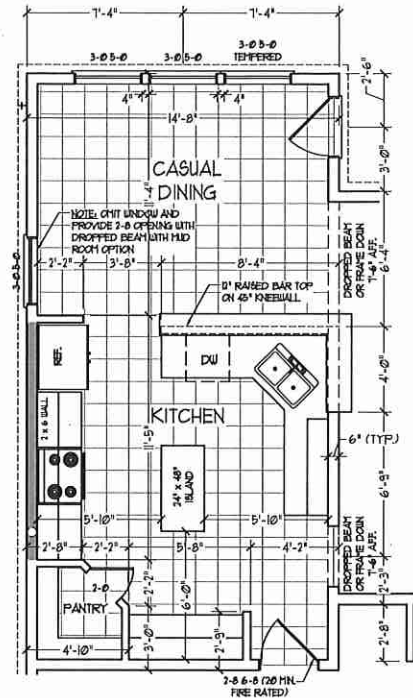 7'-4"
7'-4"
3-0 5-0
3-0 5-0
3-0 5-0
TEMPERED
4"
4"
14'-8"
2'-6"
3'-0"
CASUAL
DINING
11'-4"
NOTE: OMIT WINDOW AND
PROVIDE 2-8 OPENING WITH
DROPPED BEAM WITH MUD
ROOM OPTION
3-0 5-0
2'-2"
3'-8"
8'-4"
6'-4"
DROPPED BEAM
OR FRAME DOWN
7'-6" AFF.
12" RAISED BAR TOP
ON 45" KNEEWALL
REF.
DW
4'-0"
2 x 6 WALL
KITCHEN
11'-5"
6" (TYP.)
24" x 48"
ISLAND
6'-9"
5'-10"
5'-10"
2'-8"
2'-2"
5'-8"
4'-2"
DROPPED BEAM
OR FRAME DOWN
7'-6" AFF.
2-0
2'-2"
6'-0"
2'-3"
PANTRY
3'-0"
2'-9"
2'-8"
4'-10"
2-8 6-8 (20 MIN.
FIRE RATED)